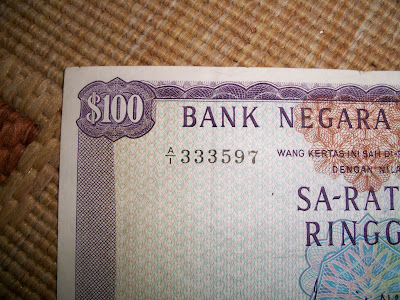 $100
BANK NEGARA
A/1 333597
WANG KERTAS INI SAH DI-
DENGAN NILA
SA-RAT
RINGG